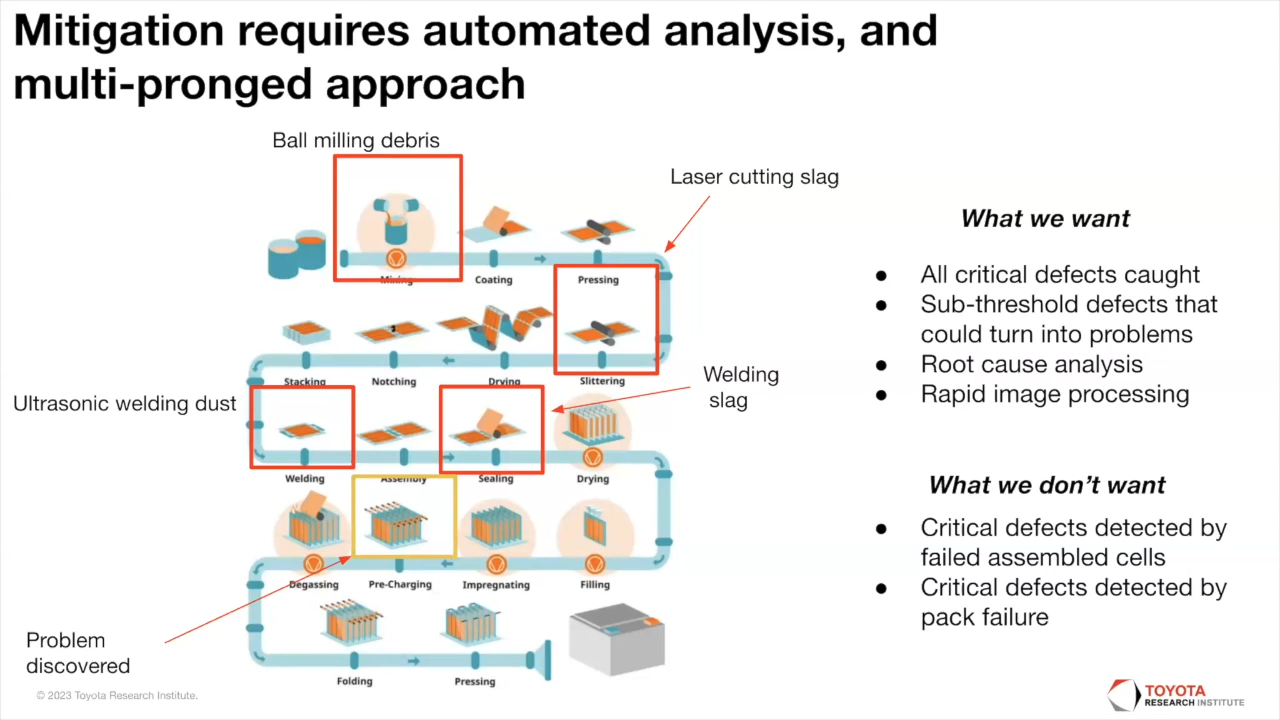 Mitigation requires automated analysis, and
multi-pronged approach
Ball milling debris
Laser cutting slag
Mixing
Coating
Pressing
Stacking
Notching
Drying
Slittering
Ultrasonic welding dust
Welding
slag
Welding
Assembly
Sealing
Drying
Degassing
Pre-Charging
Impregnating
Filling
Problem
discovered
Folding
Pressing
What we want
● All critical defects caught
● Sub-threshold defects that
could turn into problems
● Root cause analysis
● Rapid image processing
What we don’t want
● Critical defects detected by
failed assembled cells
● Critical defects detected by
pack failure
© 2023 Toyota Research Institute.
TOYOTA
RESEARCH INSTITUTE